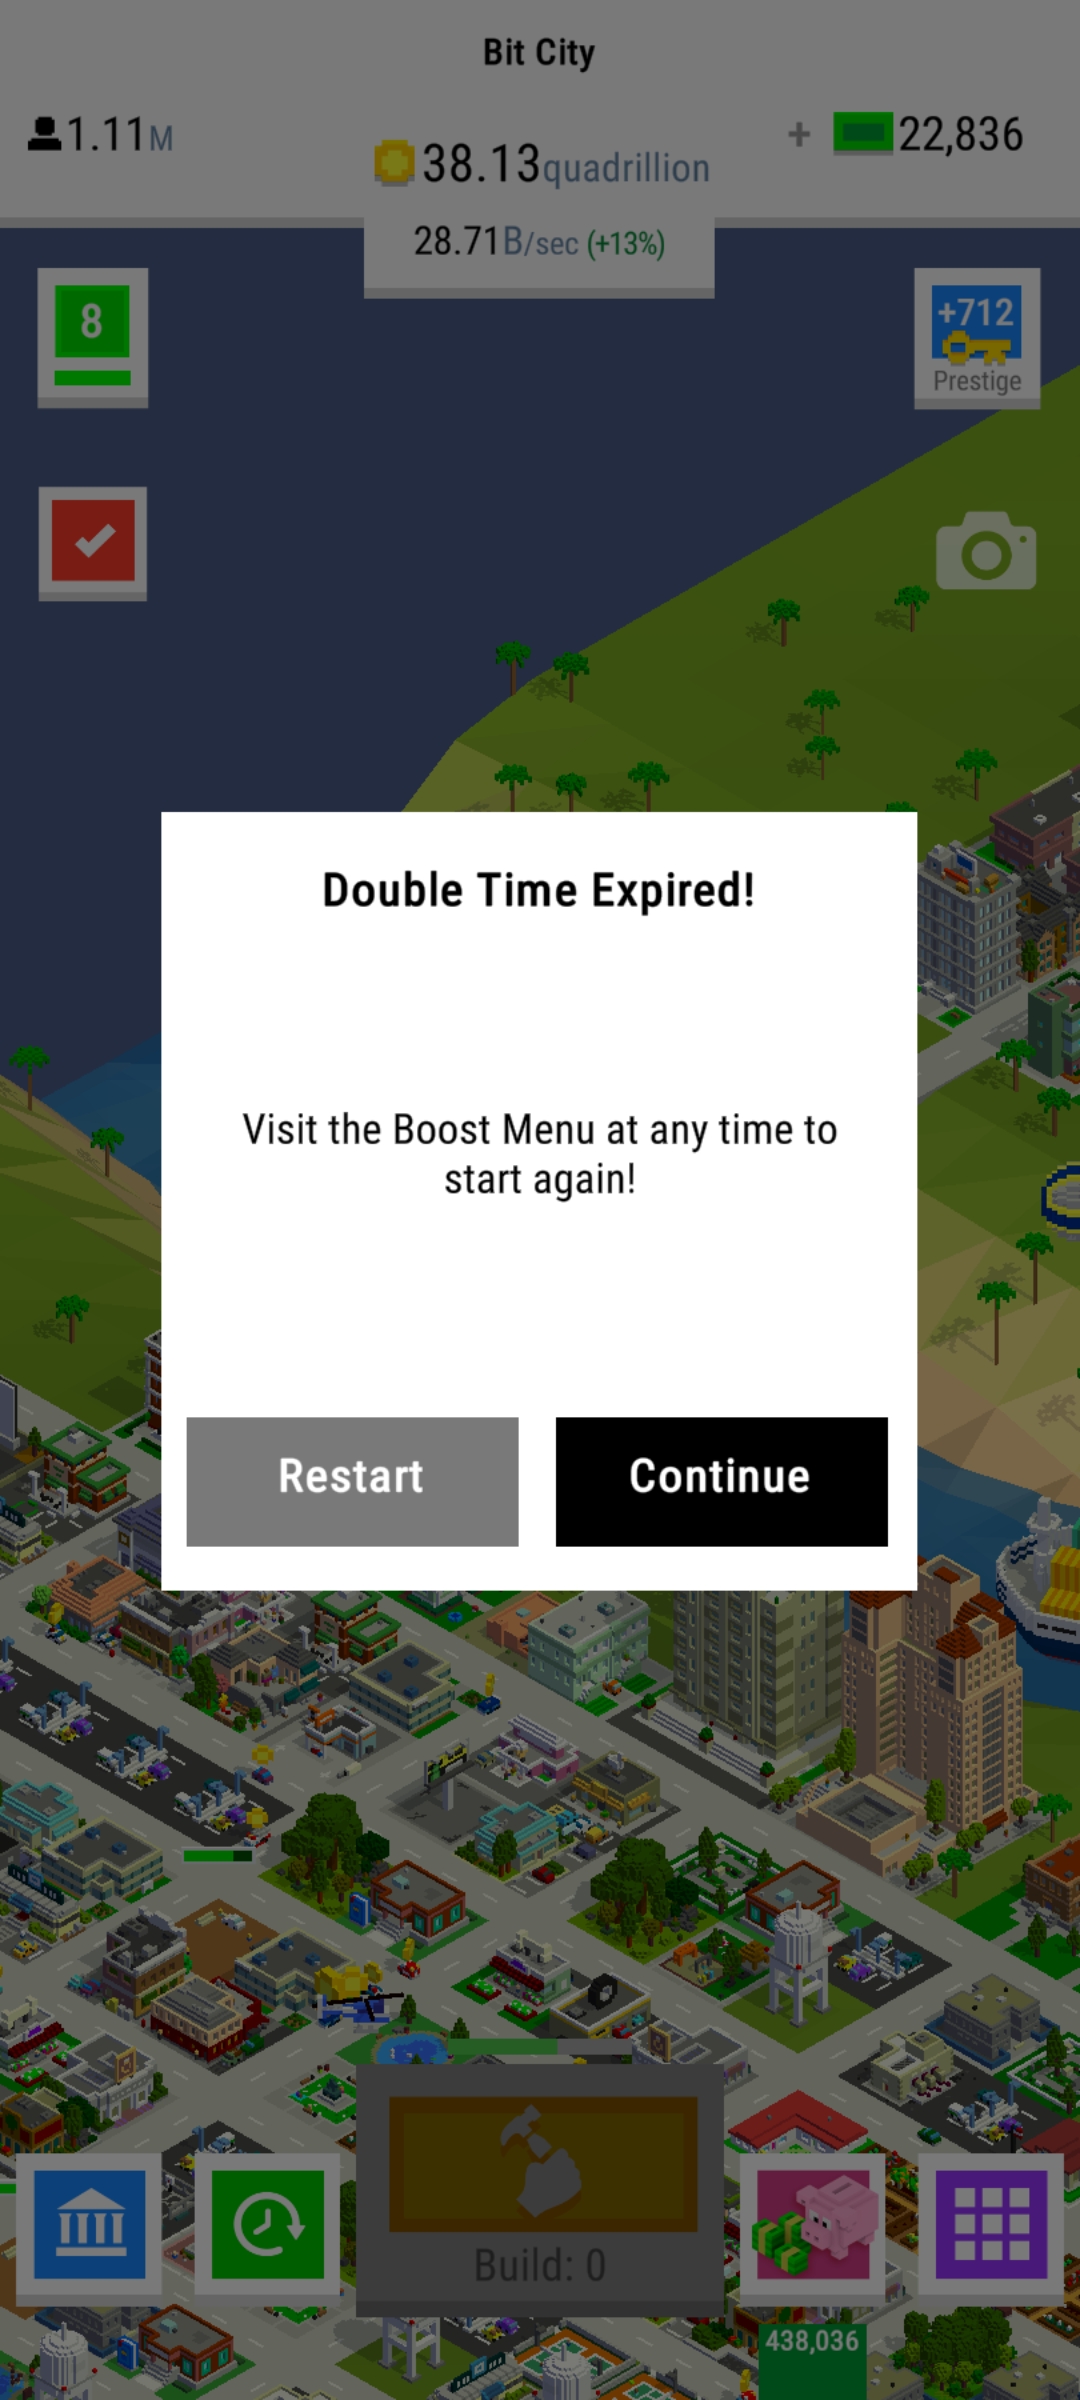 Bit City
1.11M
38.13quadrillion
+ 22,836
28.71B/sec (+13%)
8
+712
Prestige
Double Time Expired!
Visit the Boost Menu at any time to
start again!
Restart
Continue
Build: 0
438,036